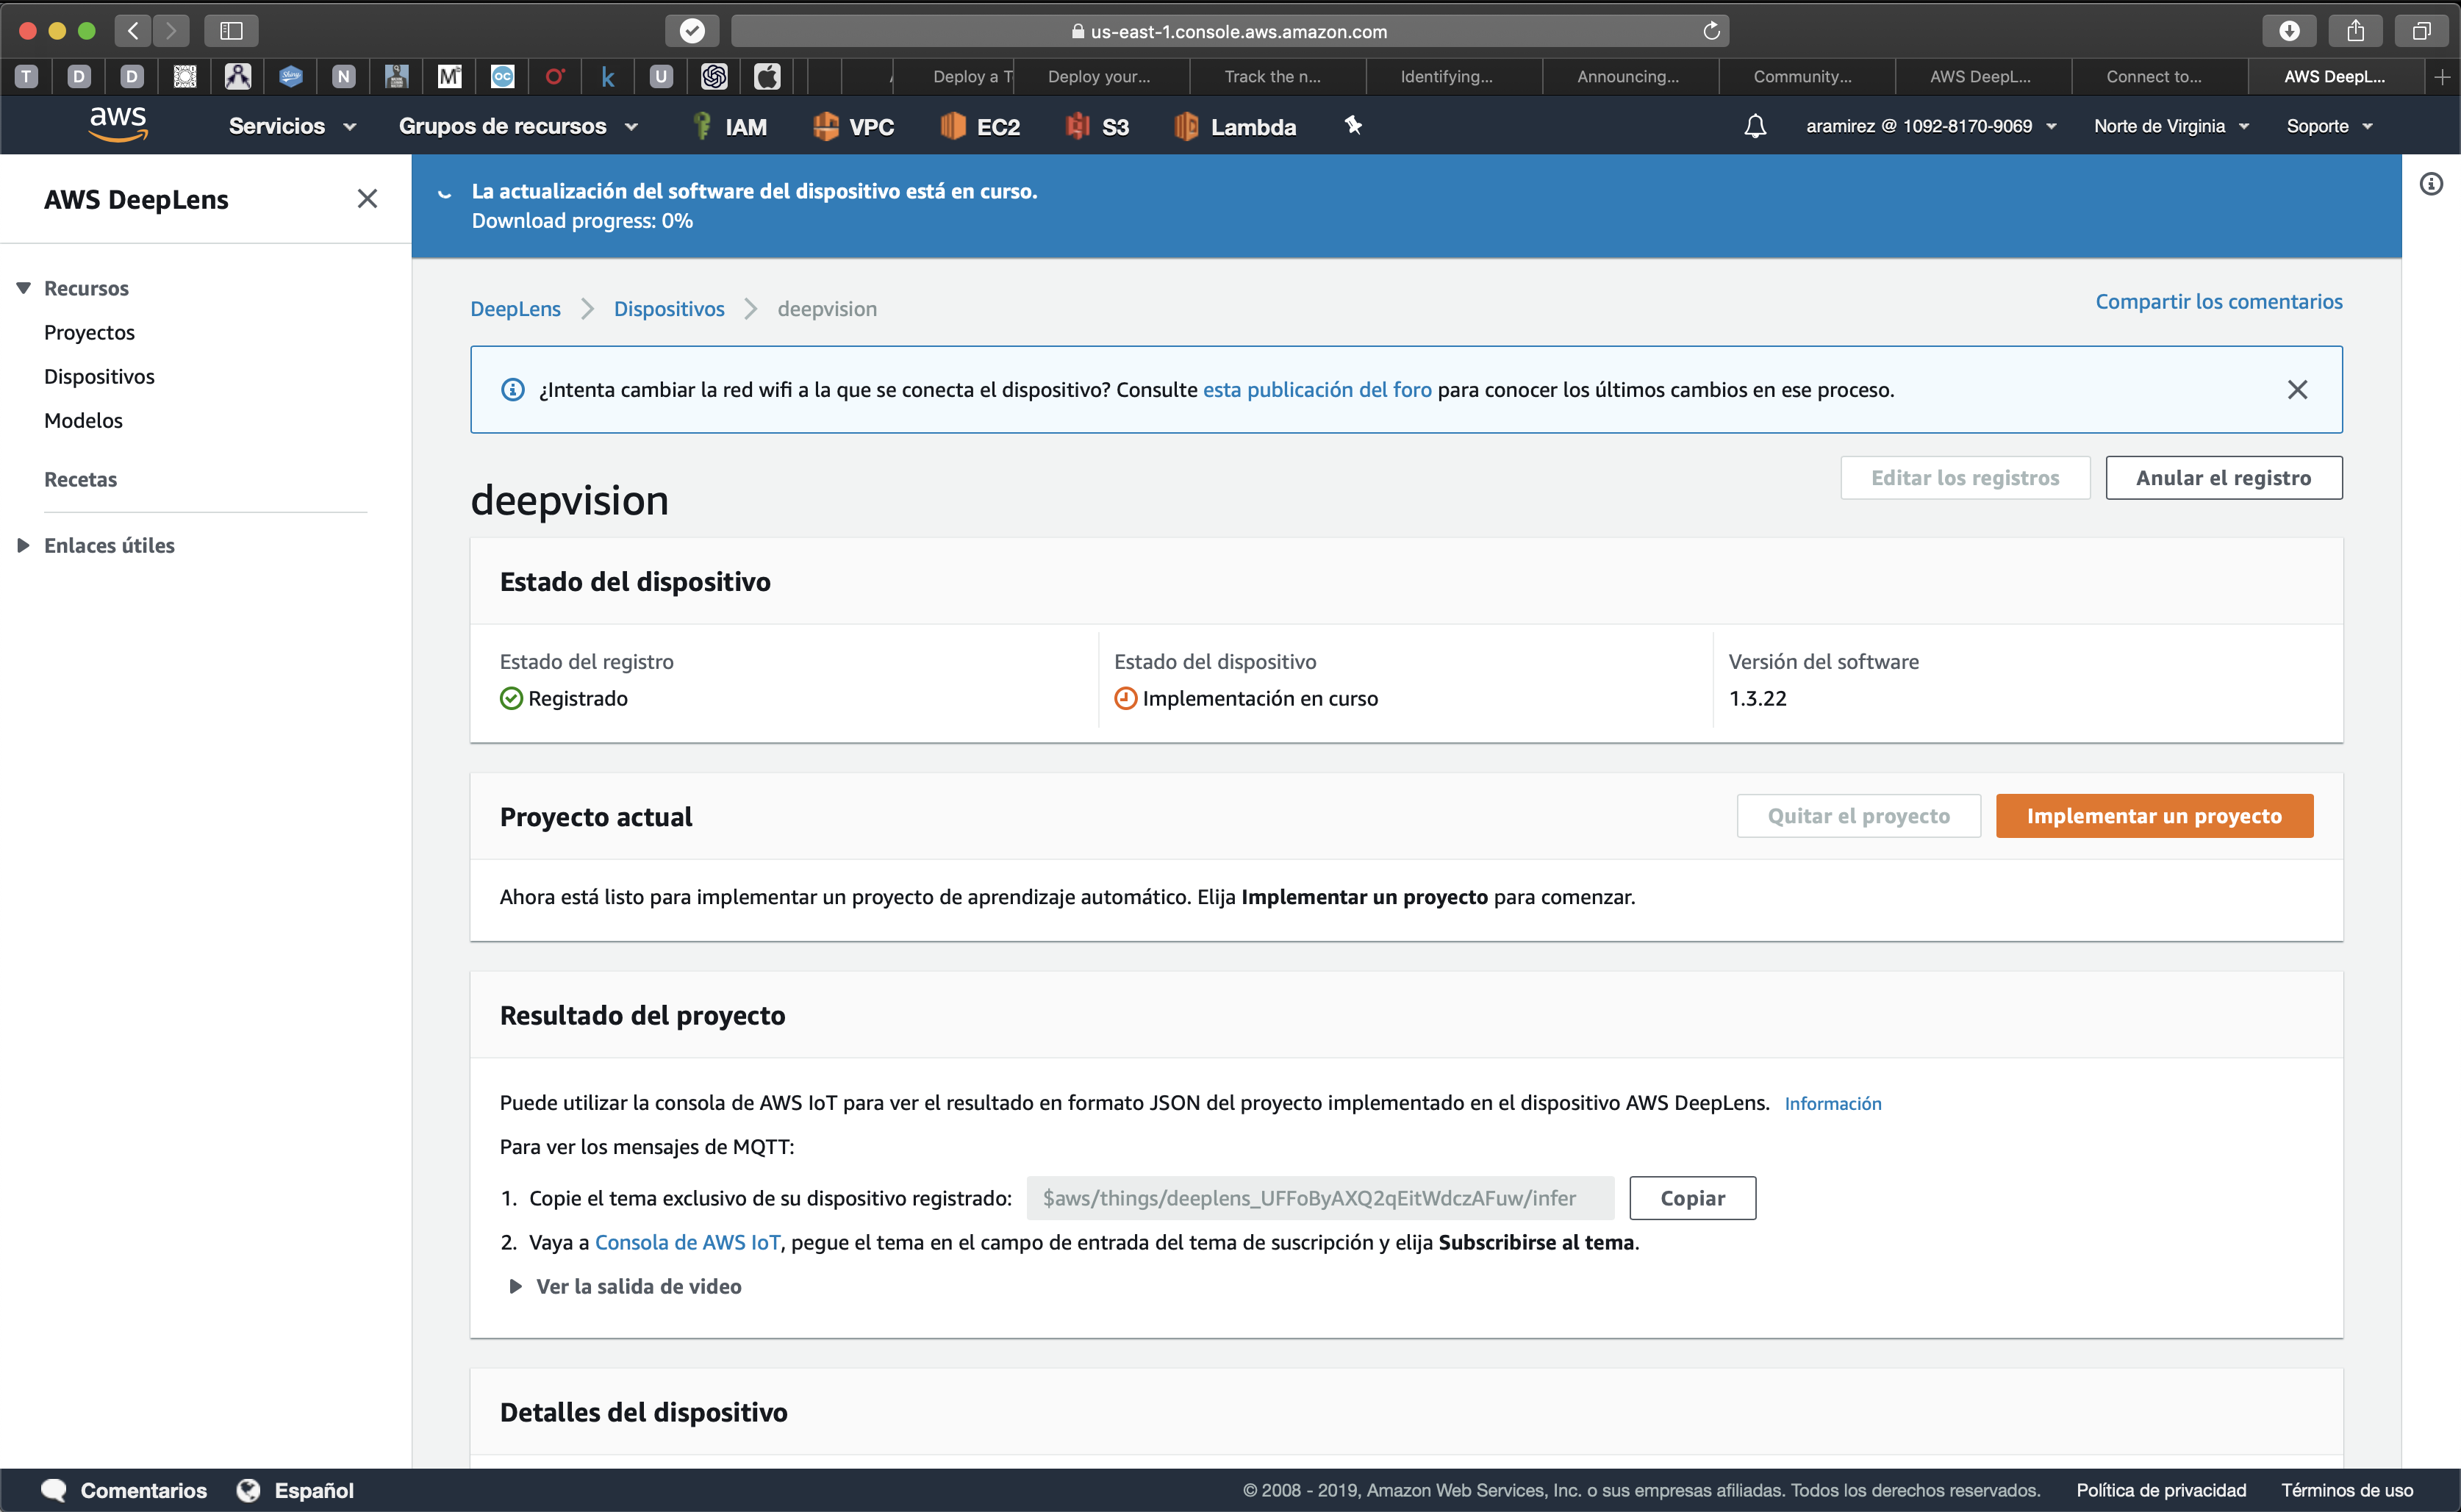 us-east-1.console.aws.amazon.com
T D D N M OC k U Deploy a T Deploy your... Track the n... Identifying... Announcing... Community... AWS DeepL... Connect to... AWS DeepL...
aws Servicios Grupos de recursos IAM VPC EC2 S3 Lambda aramirez @ 1092-8170-9069 Norte de Virginia Soporte
AWS DeepLens
Recursos
Proyectos
Dispositivos
Modelos
Recetas
Enlaces útiles
La actualización del software del dispositivo está en curso.
Download progress: 0%
DeepLens Dispositivos deepvision
Compartir los comentarios
¿Intenta cambiar la red wifi a la que se conecta el dispositivo? Consulte esta publicación del foro para conocer los últimos cambios en ese proceso.
deepvision
Editar los registros Anular el registro
Estado del dispositivo
Estado del registro Estado del dispositivo Versión del software
Registrado Implementación en curso 1.3.22
Proyecto actual Quitar el proyecto Implementar un proyecto
Ahora está listo para implementar un proyecto de aprendizaje automático. Elija Implementar un proyecto para comenzar.
Resultado del proyecto
Puede utilizar la consola de AWS IoT para ver el resultado en formato JSON del proyecto implementado en el dispositivo AWS DeepLens. Información
Para ver los mensajes de MQTT:
1. Copie el tema exclusivo de su dispositivo registrado: $aws/things/deeplens_UFFoByAXQ2qEitWdczAFuw/infer Copiar
2. Vaya a Consola de AWS IoT, pegue el tema en el campo de entrada del tema de suscripción y elija Subscribirse al tema.
Ver la salida de video
Detalles del dispositivo
Comentarios Español © 2008 - 2019, Amazon Web Services, Inc. o sus empresas afiliadas. Todos los derechos reservados. Política de privacidad Términos de uso